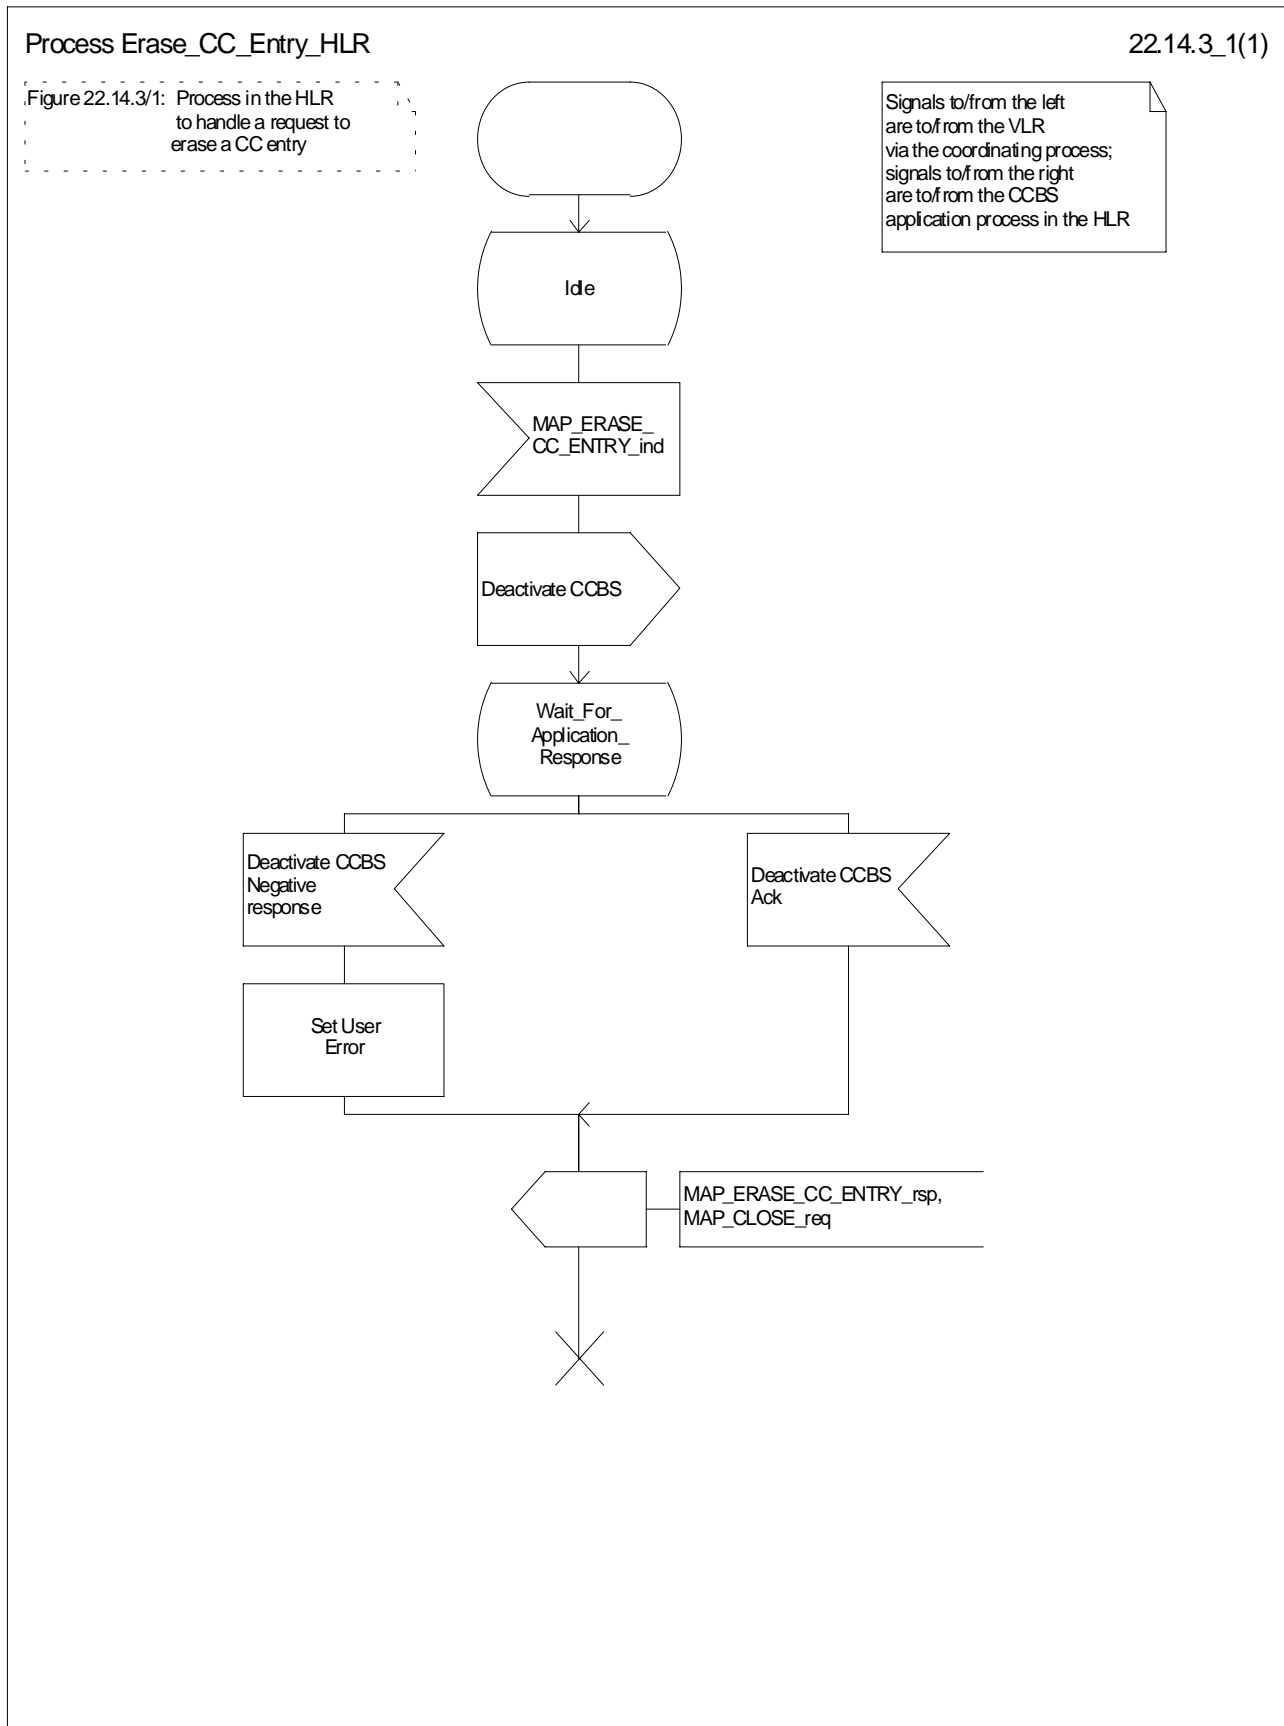 Process Erase_CC_Entry_HLR
22.14.3_1(1)
Figure 22.14.3/1: Process in the HLR
to handle a request to
erase a CC entry
Signals to/from the left
are to/from the VLR
via the coordinating process;
signals to/from the right
are to/from the CCBS
application process in the HLR
Idle
MAP_ERASE_
CC_ENTRY_ind
Deactivate CCBS
Wait_For_
Application_
Response
Deactivate CCBS
Negative
response
Deactivate CCBS
Ack
Set User
Error
MAP_ERASE_CC_ENTRY_rsp,
MAP_CLOSE_req